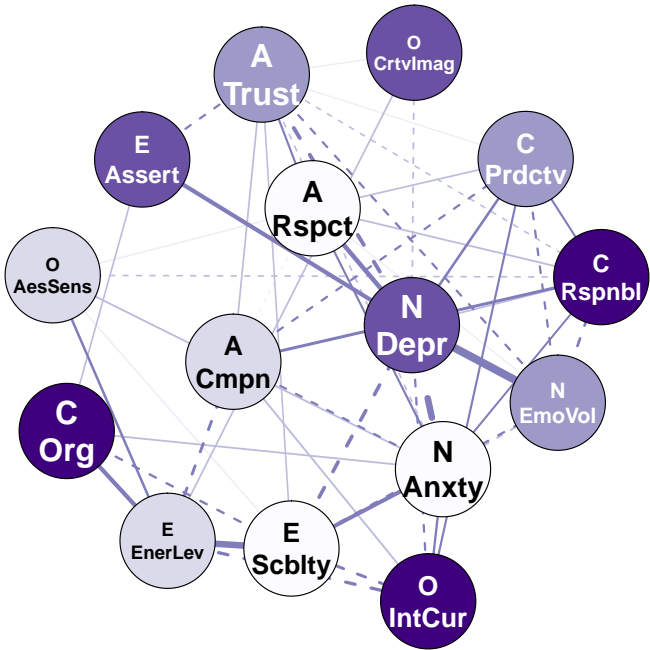 O
CrtvImag
A
Trust
E
Assert
C
Prdctv
A
Rspct
O
AesSens
C
Rspnbl
N
Depr
A
Cmpn
N
EmoVol
C
Org
N
Anxty
E
EnerLev
E
Scblty
O
IntCur